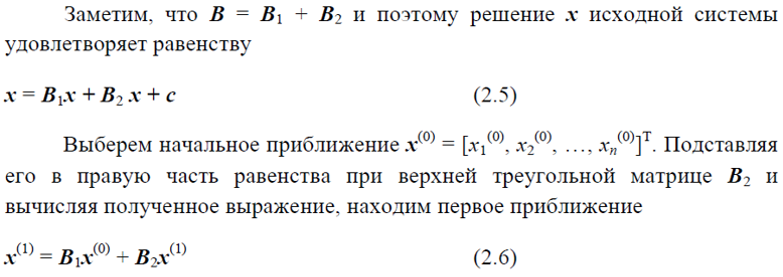 Заметим, что B = B₁ + B₂ и поэтому решение x исходной системы
удовлетворяет равенству
x = B₁x + B₂ x + c (2.5)
Выберем начальное приближение x⁽⁰⁾ = [x₁⁽⁰⁾, x₂⁽⁰⁾, …, xₙ⁽⁰⁾]ᵀ. Подставляя
его в правую часть равенства при верхней треугольной матрице B₂ и
вычисляя полученное выражение, находим первое приближение
x⁽¹⁾ = B₁x⁽⁰⁾ + B₂x⁽¹⁾ (2.6)